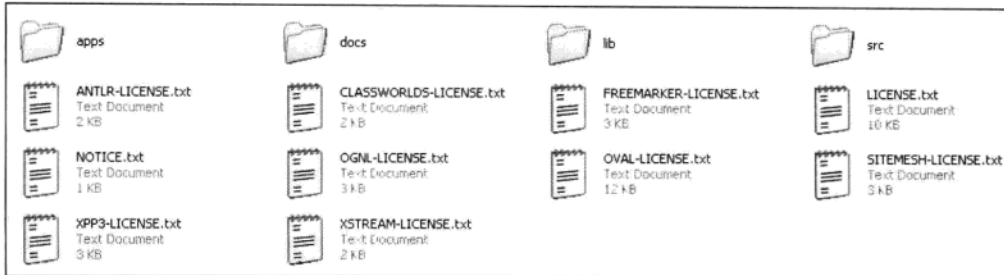 apps
docs
lib
src
ANTLR-LICENSE.txt
Text Document
2 KB
CLASSWORLDS-LICENSE.txt
Text Document
2 KB
FREEMARKER-LICENSE.txt
Text Document
3 KB
LICENSE.txt
Text Document
10 KB
NOTICE.txt
Text Document
1 KB
OGNL-LICENSE.txt
Text Document
3 KB
OVAL-LICENSE.txt
Text Document
12 KB
SITEMESH-LICENSE.txt
Text Document
3 KB
XPP3-LICENSE.txt
Text Document
3 KB
XSTREAM-LICENSE.txt
Text Document
2 KB